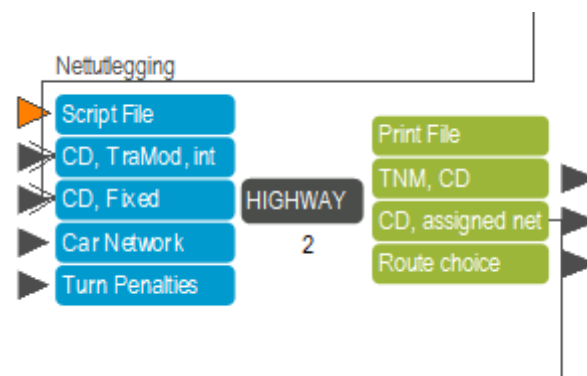 Nettutlegging
Script File
CD, TraMod, int
CD, Fixed
Car Network
Turn Penalties
HIGHWAY
2
Print File
TNM, CD
CD, assigned net
Route choice